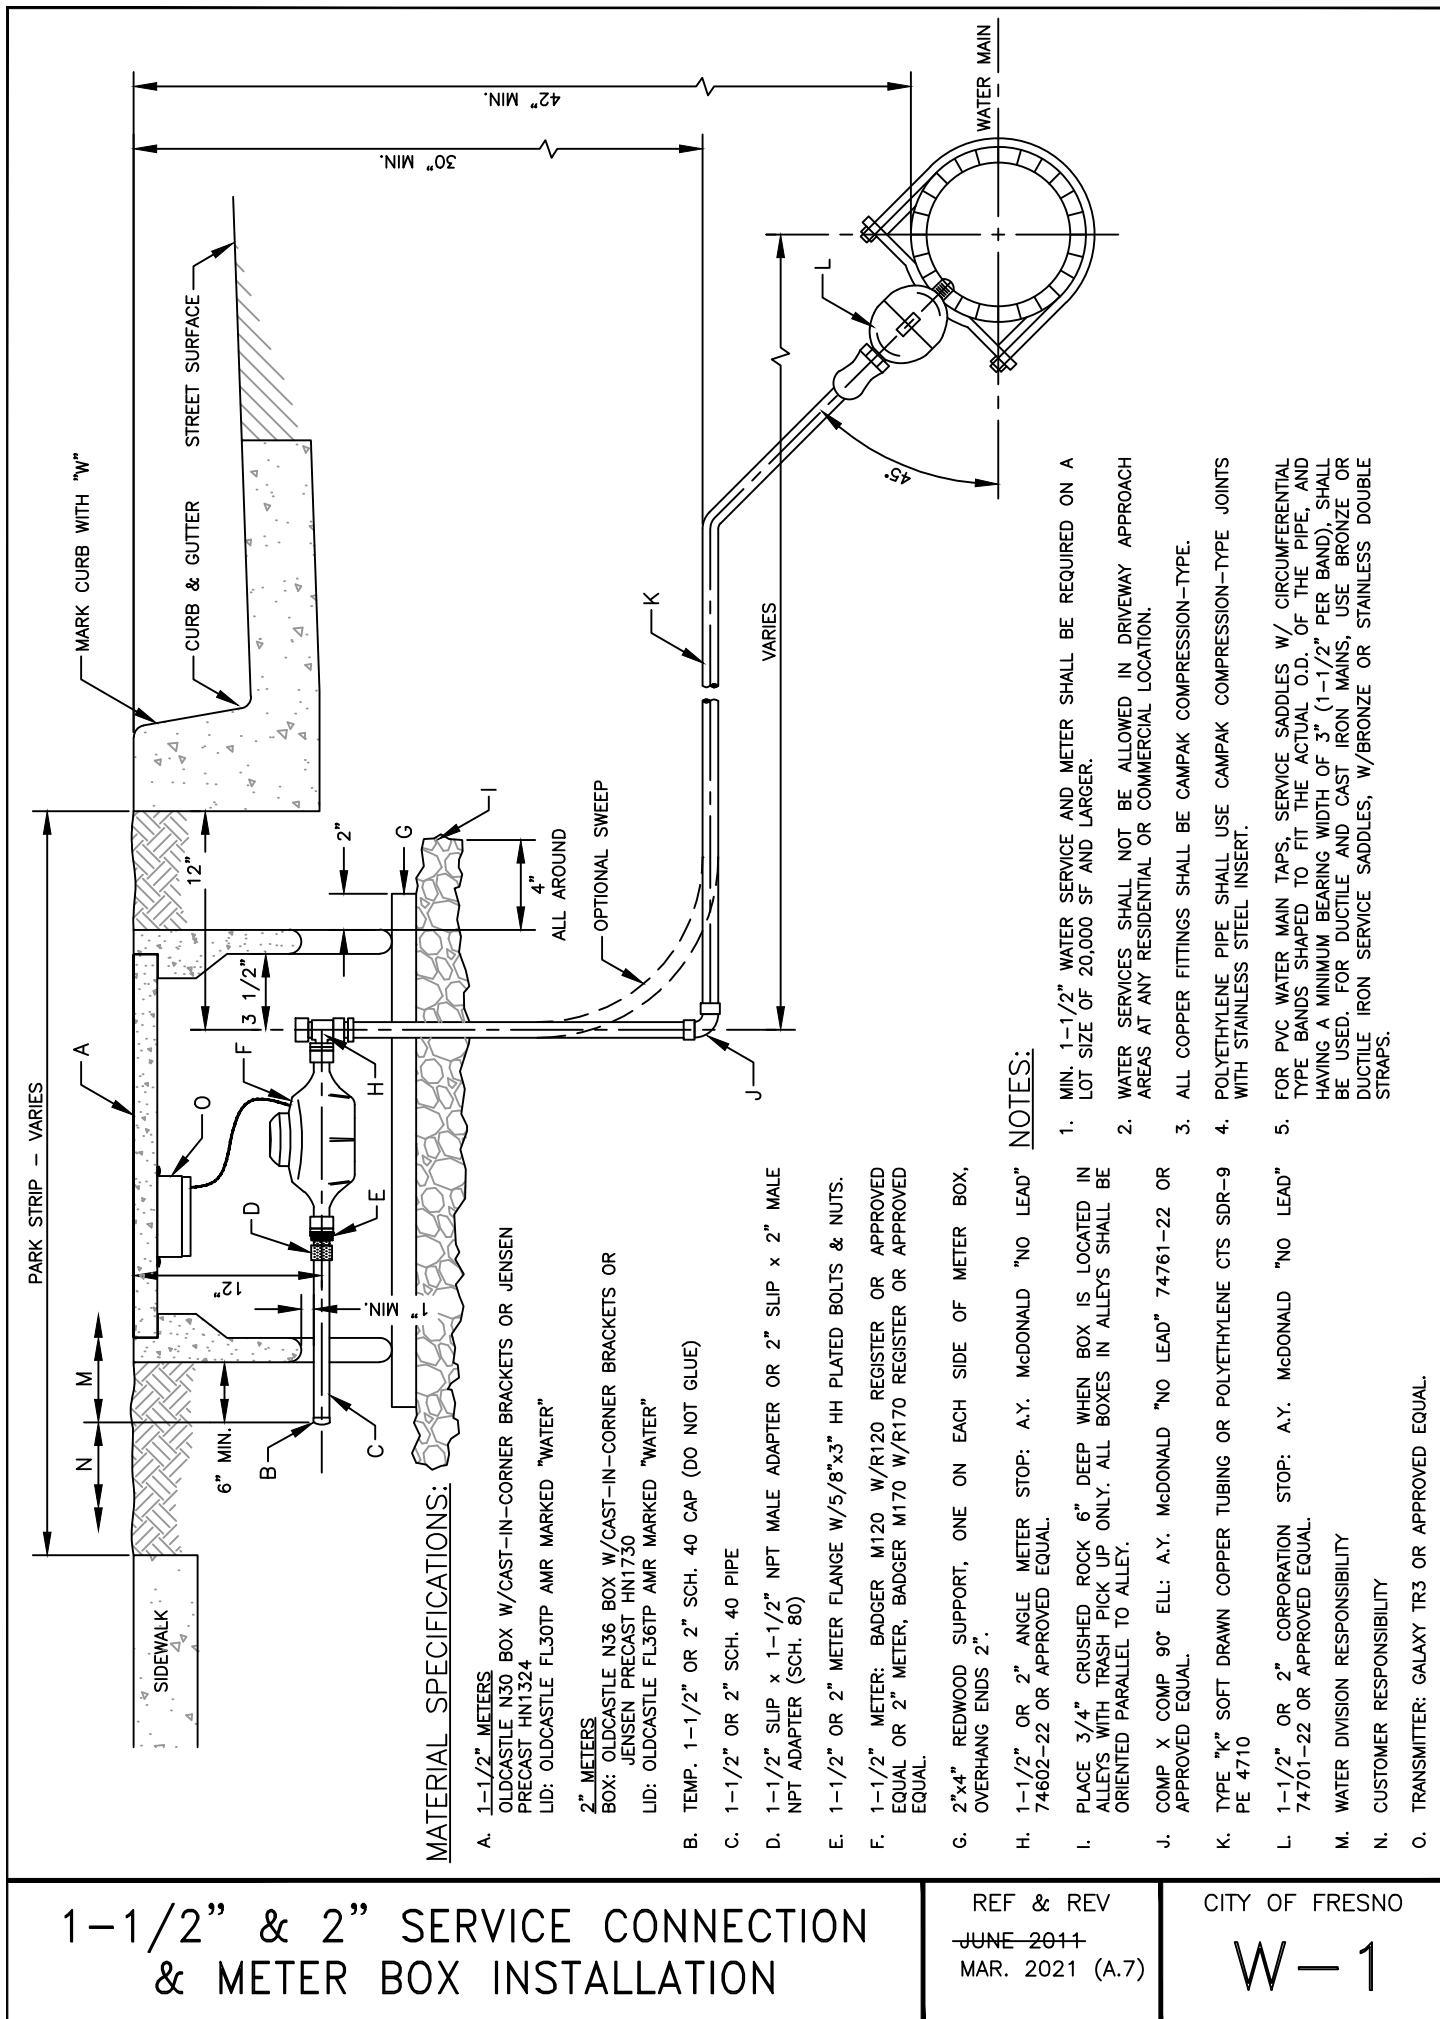 PARK STRIP – VARIES
SIDEWALK
N
M
6" MIN.
12"
1" MIN.
B
C
D
E
O
A
F
H
3 1/2"
12"
2"
G
I
4"
ALL AROUND
OPTIONAL SWEEP
J
MARK CURB WITH "W"
CURB & GUTTER
STREET SURFACE
30" MIN.
42" MIN.
K
VARIES
L
45°
WATER MAIN
MATERIAL SPECIFICATIONS:
A. 1-1/2" METERS
OLDCASTLE N30 BOX W/CAST-IN-CORNER BRACKETS OR JENSEN
PRECAST HN1324
LID: OLDCASTLE FL30TP AMR MARKED "WATER"
2" METERS
BOX: OLDCASTLE N36 BOX W/CAST-IN-CORNER BRACKETS OR
JENSEN PRECAST HN1730
LID: OLDCASTLE FL36TP AMR MARKED "WATER"
B. TEMP. 1-1/2" OR 2" SCH. 40 CAP (DO NOT GLUE)
C. 1-1/2" OR 2" SCH. 40 PIPE
D. 1-1/2" SLIP x 1-1/2" NPT MALE ADAPTER OR 2" SLIP x 2" MALE
NPT ADAPTER (SCH. 80)
E. 1-1/2" OR 2" METER FLANGE W/5/8"x3" HH PLATED BOLTS & NUTS.
F. 1-1/2" METER: BADGER M120 W/R120 REGISTER OR APPROVED
EQUAL OR 2" METER, BADGER M170 W/R170 REGISTER OR APPROVED
EQUAL.
G. 2"x4" REDWOOD SUPPORT, ONE ON EACH SIDE OF METER BOX,
OVERHANG ENDS 2".
H. 1-1/2" OR 2" ANGLE METER STOP: A.Y. McDONALD "NO LEAD"
74602-22 OR APPROVED EQUAL.
I. PLACE 3/4" CRUSHED ROCK 6" DEEP WHEN BOX IS LOCATED IN
ALLEYS WITH TRASH PICK UP ONLY. ALL BOXES IN ALLEYS SHALL BE
ORIENTED PARALLEL TO ALLEY.
J. COMP X COMP 90° ELL: A.Y. McDONALD "NO LEAD" 74761-22 OR
APPROVED EQUAL.
K. TYPE "K" SOFT DRAWN COPPER TUBING OR POLYETHYLENE CTS SDR-9
PE 4710
L. 1-1/2" OR 2" CORPORATION STOP: A.Y. McDONALD "NO LEAD"
74701-22 OR APPROVED EQUAL.
M. WATER DIVISION RESPONSIBILITY
N. CUSTOMER RESPONSIBILITY
O. TRANSMITTER: GALAXY TR3 OR APPROVED EQUAL.
NOTES:
1. MIN. 1-1/2" WATER SERVICE AND METER SHALL BE REQUIRED ON A
LOT SIZE OF 20,000 SF AND LARGER.
2. WATER SERVICES SHALL NOT BE ALLOWED IN DRIVEWAY APPROACH
AREAS AT ANY RESIDENTIAL OR COMMERCIAL LOCATION.
3. ALL COPPER FITTINGS SHALL BE CAMPAK COMPRESSION-TYPE.
4. POLYETHYLENE PIPE SHALL USE CAMPAK COMPRESSION-TYPE JOINTS
WITH STAINLESS STEEL INSERT.
5. FOR PVC WATER MAIN TAPS, SERVICE SADDLES W/ CIRCUMFERENTIAL
TYPE BANDS SHAPED TO FIT THE ACTUAL O.D. OF THE PIPE, AND
HAVING A MINIMUM BEARING WIDTH OF 3" (1-1/2" PER BAND), SHALL
BE USED. FOR DUCTILE AND CAST IRON MAINS, USE BRONZE OR
DUCTILE IRON SERVICE SADDLES, W/BRONZE OR STAINLESS DOUBLE
STRAPS.
1-1/2" & 2" SERVICE CONNECTION
& METER BOX INSTALLATION
REF & REV
JUNE 2011
MAR. 2021 (A.7)
CITY OF FRESNO
W-1